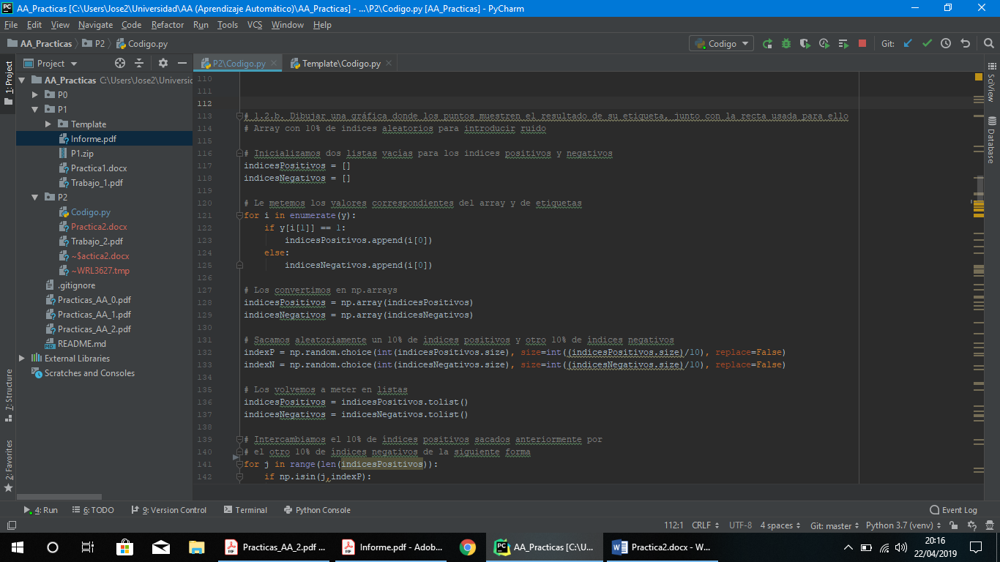 AA_Practicas [C:\Users\Jose2\Universidad\AA (Aprendizaje Automático)\AA_Practicas] - ...\P2\Codigo.py [AA_Practicas] - PyCharm
File Edit View Navigate Code Refactor Run Tools VCS Window Help
AA_Practicas P2 Codigo.py Codigo Git:
Project P2\Codigo.py Template\Codigo.py
1: Project
7: Structure
2: Favorites
AA_Practicas C:\Users\Jose2\Universic
P0
P1
Template
Informe.pdf
P1.zip
Practica1.docx
Trabajo_1.pdf
P2
Codigo.py
Practica2.docx
Trabajo_2.pdf
~$actica2.docx
~WRL3627.tmp
.gitignore
Practicas_AA_0.pdf
Practicas_AA_1.pdf
Practicas_AA_2.pdf
README.md
External Libraries
Scratches and Consoles
110
111
112
113 # 1.2.b. Dibujar una gráfica donde los puntos muestren el resultado de su etiqueta, junto con la recta usada para ello
114 # Array con 10% de indices aleatorios para introducir ruido
115
116 # Inicializamos dos listas vacias para los indices positivos y negativos
117 indicesPositivos = []
118 indicesNegativos = []
119
120 # Le metemos los valores correspondientes del array y de etiquetas
121 for i in enumerate(y):
122 if y[i[1]] == 1:
123 indicesPositivos.append(i[0])
124 else:
125 indicesNegativos.append(i[0])
126
127 # Los convertimos en np.arrays
128 indicesPositivos = np.array(indicesPositivos)
129 indicesNegativos = np.array(indicesNegativos)
130
131 # Sacamos aleatoriamente un 10% de índices positivos y otro 10% de índices negativos
132 indexP = np.random.choice(int(indicesPositivos.size), size=int((indicesPositivos.size)/10), replace=False)
133 indexN = np.random.choice(int(indicesNegativos.size), size=int((indicesNegativos.size)/10), replace=False)
134
135 # Los volvemos a meter en listas
136 indicesPositivos = indicesPositivos.tolist()
137 indicesNegativos = indicesNegativos.tolist()
138
139 # Intercambiamos el 10% de índices positivos sacados anteriormente por
140 # el otro 10% de índices negativos de la siguiente forma
141 for j in range(len(indicesPositivos)):
142 if np.isin(j,indexP):
SciView
Database
4: Run 6: TODO 9: Version Control Terminal Python Console Event Log
112:1 CRLF UTF-8 4 spaces Git: master Python 3.7 (venv)
Practicas_AA_2.pdf ... Informe.pdf - Adob... AA_Practicas [C:\U... Practica2.docx - W...
20:16
22/04/2019